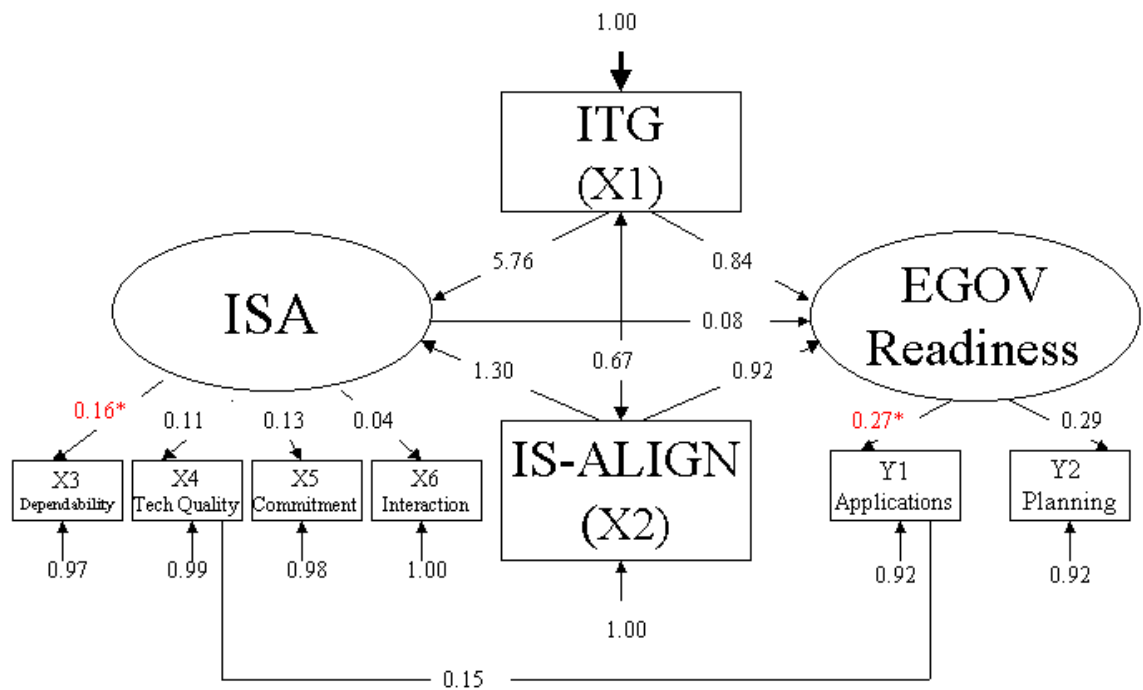 1.00
ITG
(X1)
5.76
0.84
ISA
EGOV
Readiness
0.08
1.30
0.67
0.92
0.16*
0.11
0.13
0.04
0.27*
0.29
IS-ALIGN
(X2)
X3
Dependability
X4
Tech Quality
X5
Commitment
X6
Interaction
Y1
Applications
Y2
Planning
0.97
0.99
0.98
1.00
0.92
0.92
1.00
0.15